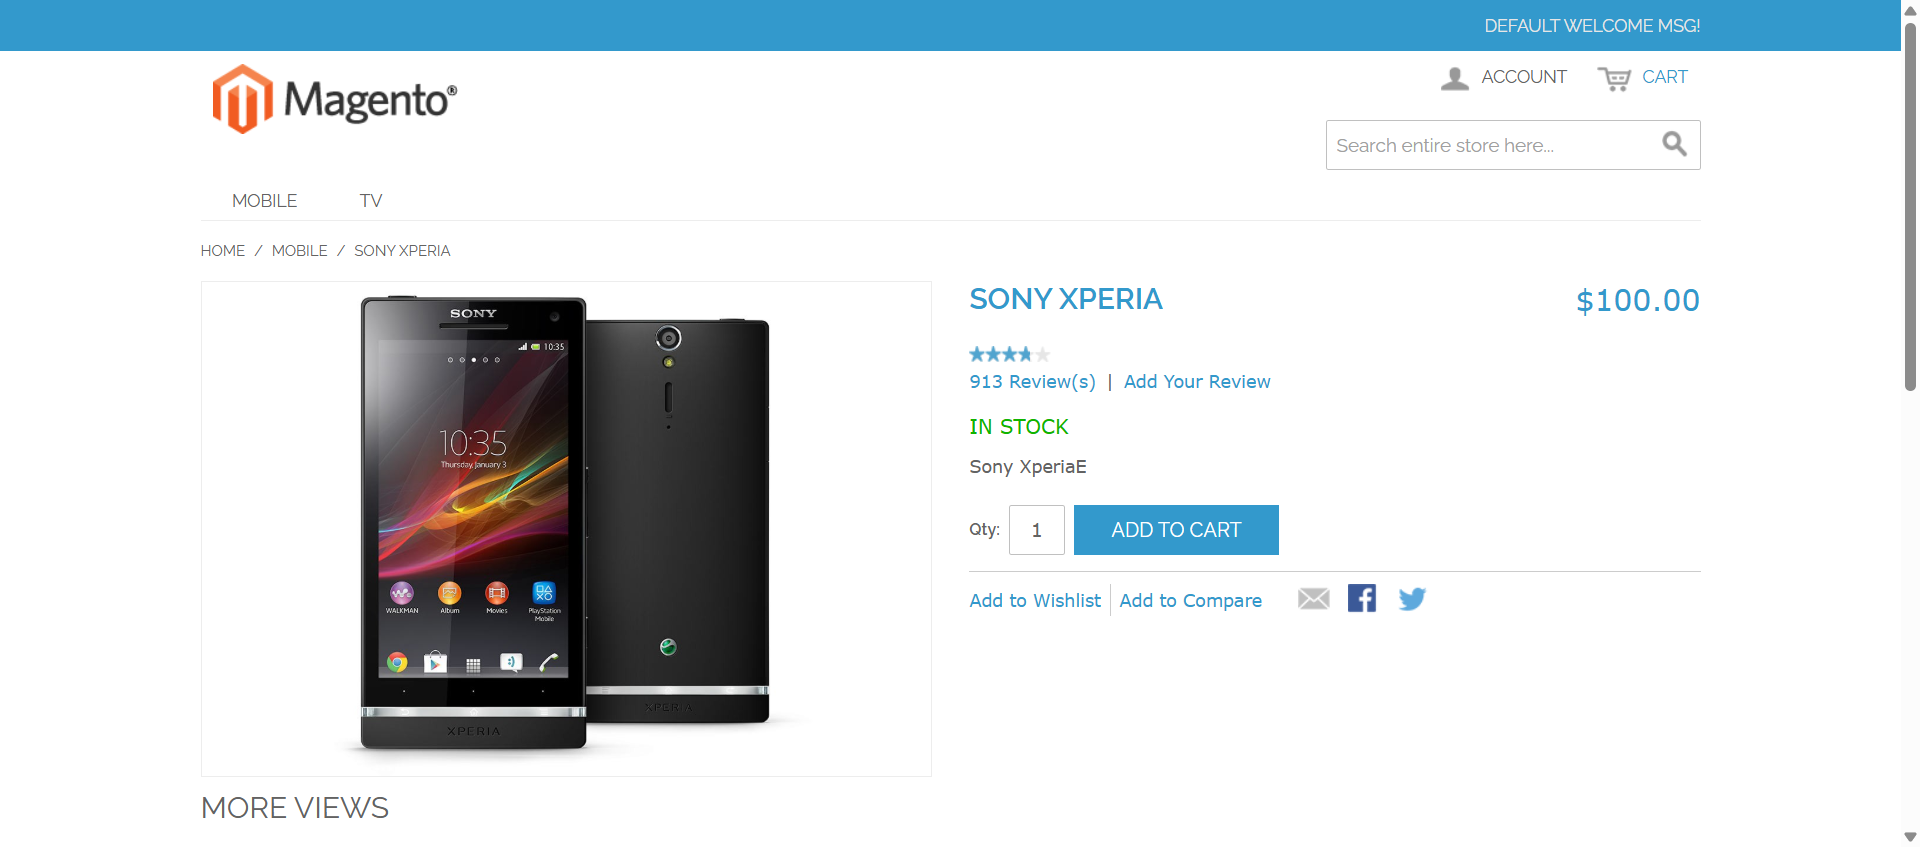 DEFAULT WELCOME MSG!
Magento®
ACCOUNT
CART
Search entire store here...
MOBILE
TV
HOME / MOBILE / SONY XPERIA
SONY
10:35
10:35
Thursday, January 3
WALKMAN
Album
Movies
PlayStation Mobile
XPERIA
XPERIA
SONY XPERIA
$100.00
913 Review(s) | Add Your Review
IN STOCK
Sony XperiaE
Qty: 1 ADD TO CART
Add to Wishlist
Add to Compare
MORE VIEWS